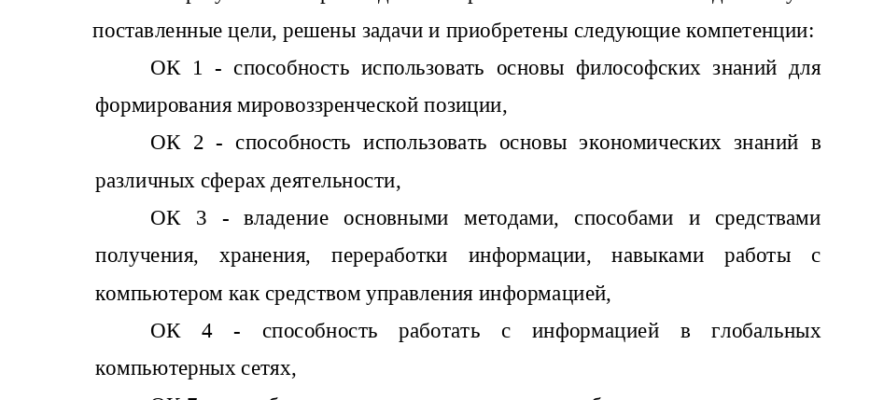 поставленные цели, решены задачи и приобретены следующие компетенции:
ОК 1 - способность использовать основы философских знаний для
формирования мировоззренческой позиции,
ОК 2 - способность использовать основы экономических знаний в
различных сферах деятельности,
ОК 3 - владение основными методами, способами и средствами
получения, хранения, переработки информации, навыками работы с
компьютером как средством управления информацией,
ОК 4 - способность работать с информацией в глобальных
компьютерных сетях,